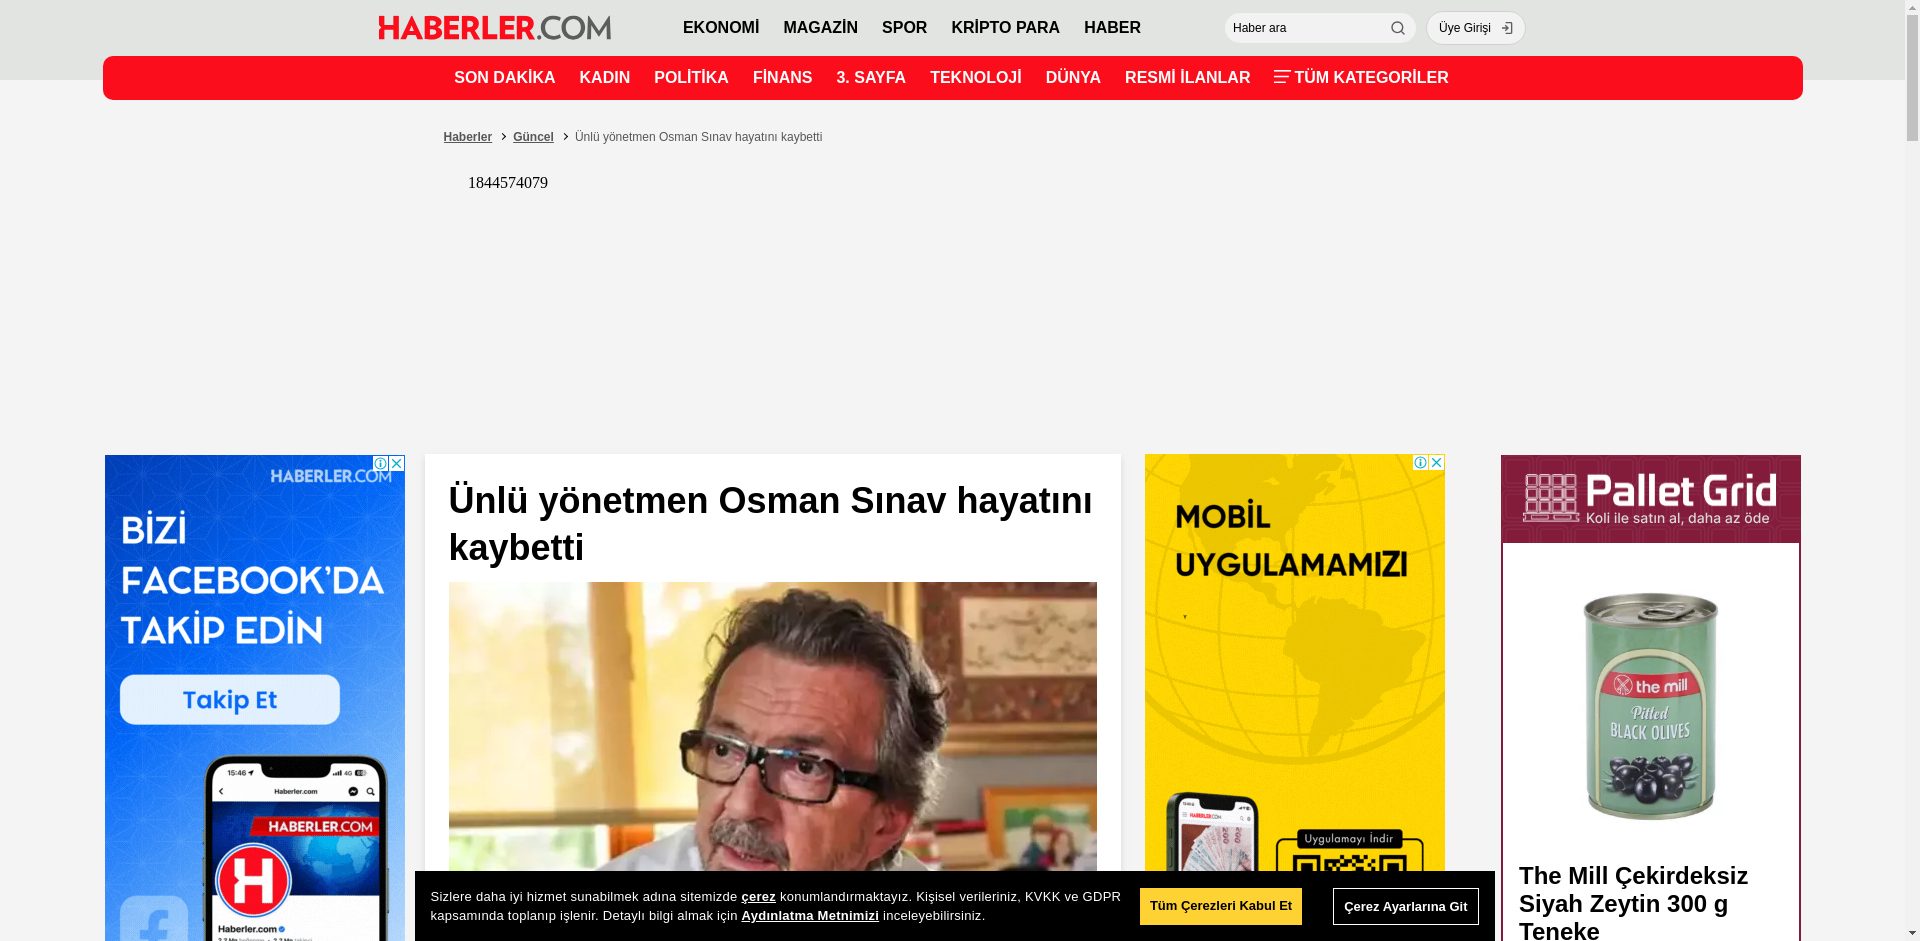 HABERLER.COM
EKONOMİ MAGAZİN SPOR KRİPTO PARA HABER
Haber ara
Üye Girişi
SON DAKİKA KADIN POLİTİKA FİNANS 3. SAYFA TEKNOLOJİ DÜNYA RESMİ İLANLAR TÜM KATEGORİLER
Haberler > Güncel > Ünlü yönetmen Osman Sınav hayatını kaybetti
1844574079
HABERLER.COM
BİZİ
FACEBOOK'DA
TAKİP EDİN
Takip Et
15:46
4G
Haberler.com
HABERLER.COM
H
Haberler.com
Ünlü yönetmen Osman Sınav hayatını
kaybetti
MOBİL
UYGULAMAMIZI
HABERLER.COM
Uygulamayı İndir
Pallet Grid
Koli ile satın al, daha az öde
the mill
Pitted
BLACK OLIVES
The Mill Çekirdeksiz
Siyah Zeytin 300 g
Teneke
Sizlere daha iyi hizmet sunabilmek adına sitemizde çerez konumlandırmaktayız. Kişisel verileriniz, KVKK ve GDPR
kapsamında toplanıp işlenir. Detaylı bilgi almak için Aydınlatma Metnimizi inceleyebilirsiniz.
Tüm Çerezleri Kabul Et
Çerez Ayarlarına Git